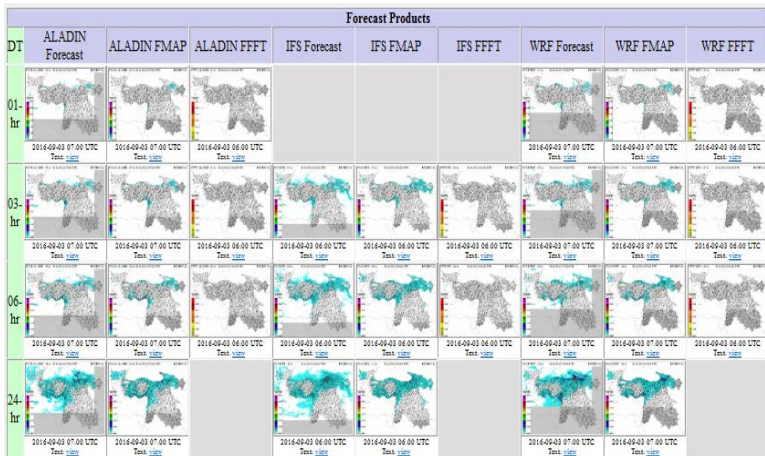 Forecast Products
DT ALADIN Forecast ALADIN FMAP ALADIN FFFT IFS Forecast IFS FMAP IFS FFFT WRF Forecast WRF FMAP WRF FFFT
01-hr
2016-09-03 07:00 UTC 2016-09-03 07:00 UTC 2016-09-03 06:00 UTC 2016-09-03 07:00 UTC 2016-09-03 07:00 UTC 2016-09-03 06:00 UTC
Text: view Text: view Text: view Text: view Text: view Text: view
03-hr
2016-09-03 07:00 UTC 2016-09-03 07:00 UTC 2016-09-03 06:00 UTC 2016-09-03 06:00 UTC 2016-09-03 06:00 UTC 2016-09-03 06:00 UTC 2016-09-03 07:00 UTC 2016-09-03 07:00 UTC 2016-09-03 06:00 UTC
Text: view Text: view Text: view Text: view Text: view Text: view Text: view Text: view Text: view
06-hr
2016-09-03 07:00 UTC 2016-09-03 07:00 UTC 2016-09-03 06:00 UTC 2016-09-03 06:00 UTC 2016-09-03 06:00 UTC 2016-09-03 06:00 UTC 2016-09-03 07:00 UTC 2016-09-03 07:00 UTC 2016-09-03 06:00 UTC
Text: view Text: view Text: view Text: view Text: view Text: view Text: view Text: view Text: view
24-hr
2016-09-03 07:00 UTC 2016-09-03 07:00 UTC 2016-09-03 06:00 UTC 2016-09-03 06:00 UTC 2016-09-03 07:00 UTC 2016-09-03 07:00 UTC
Text: view Text: view Text: view Text: view Text: view Text: view